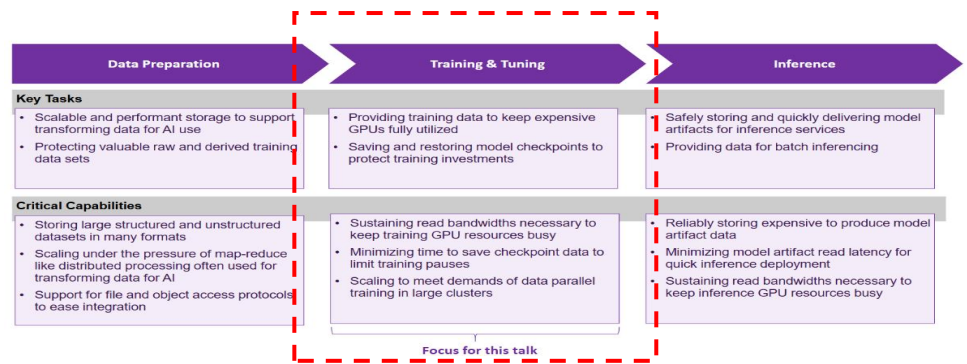 Data Preparation
Training & Tuning
Inference
Key Tasks
• Scalable and performant storage to support
transforming data for AI use
• Protecting valuable raw and derived training
data sets
• Providing training data to keep expensive
GPUs fully utilized
• Saving and restoring model checkpoints to
protect training investments
• Safely storing and quickly delivering model
artifacts for inference services
• Providing data for batch inferencing
Critical Capabilities
• Storing large structured and unstructured
datasets in many formats
• Scaling under the pressure of map-reduce
like distributed processing often used for
transforming data for AI
• Support for file and object access protocols
to ease integration
• Sustaining read bandwidths necessary to
keep training GPU resources busy
• Minimizing time to save checkpoint data to
limit training pauses
• Scaling to meet demands of data parallel
training in large clusters
• Reliably storing expensive to produce model
artifact data
• Minimizing model artifact read latency for
quick inference deployment
• Sustaining read bandwidths necessary to
keep inference GPU resources busy
Focus for this talk